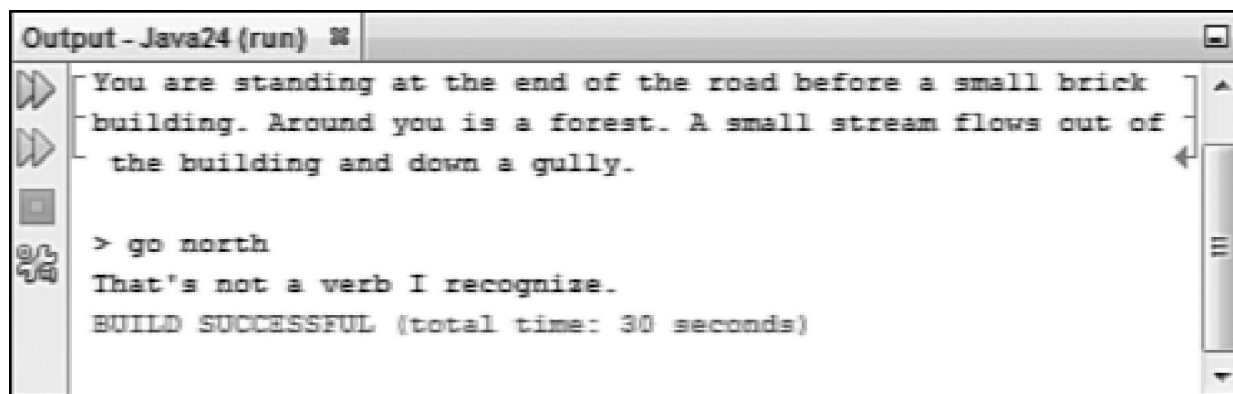 Output - Java24 (run)
You are standing at the end of the road before a small brick
building. Around you is a forest. A small stream flows out of
the building and down a gully.
> go north
That's not a verb I recognize.
BUILD SUCCESSFUL (total time: 30 seconds)